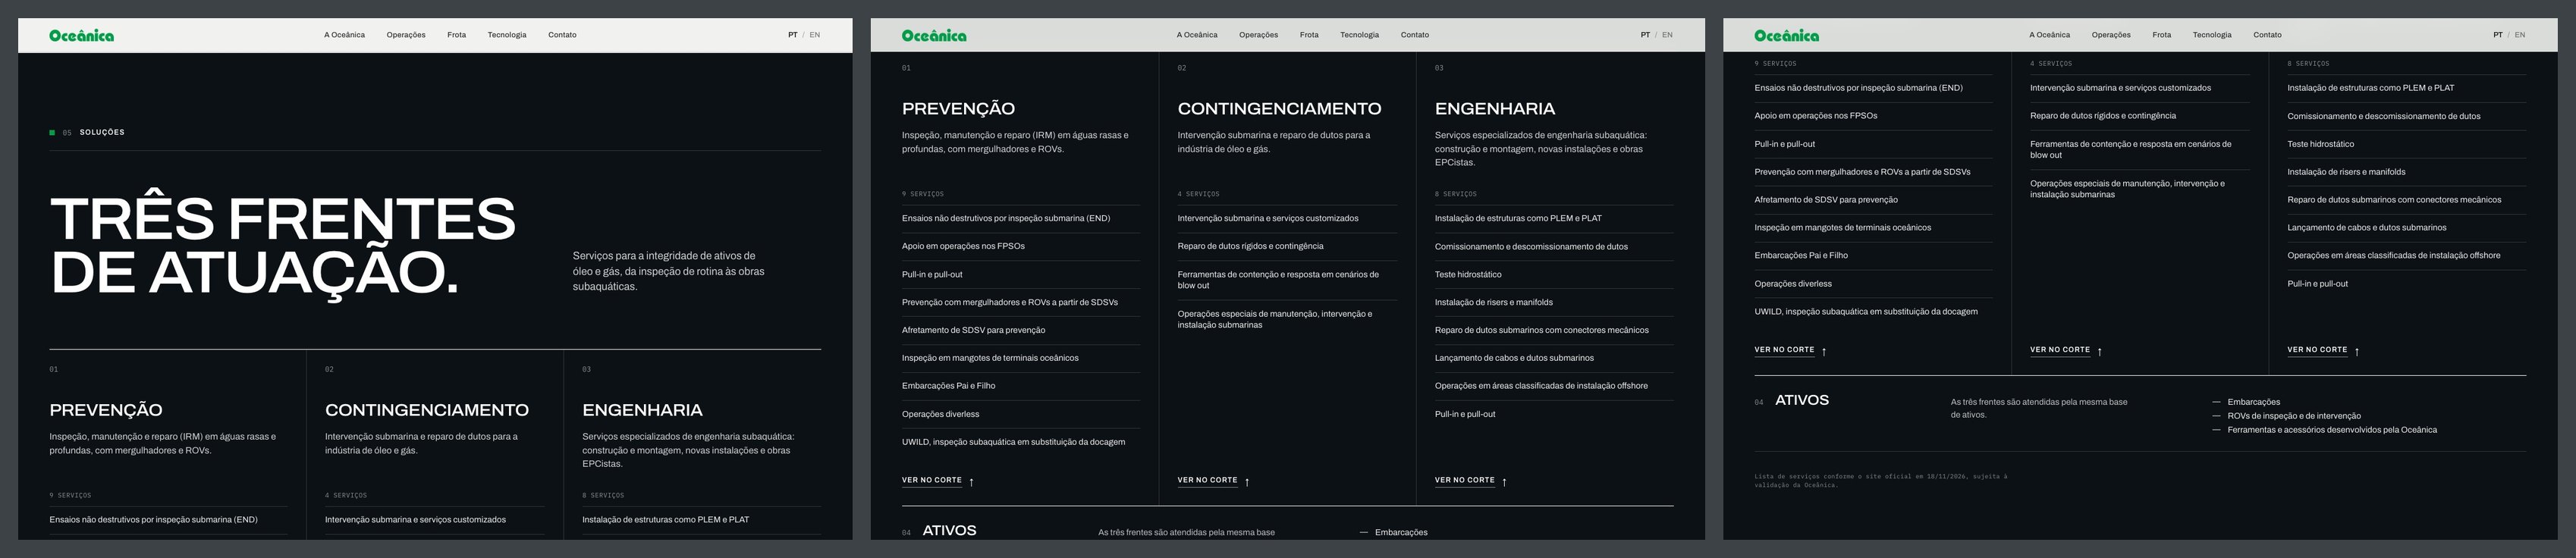 Oceânica
A Oceânica Operações Frota Tecnologia Contato
PT / EN
05 SOLUÇÕES
TRÊS FRENTES
DE ATUAÇÃO.
Serviços para a integridade de ativos de
óleo e gás, da inspeção de rotina às obras
subaquáticas.
01
PREVENÇÃO
Inspeção, manutenção e reparo (IRM) em águas rasas e
profundas, com mergulhadores e ROVs.
9 SERVIÇOS
Ensaios não destrutivos por inspeção submarina (END)
02
CONTINGENCIAMENTO
Intervenção submarina e reparo de dutos para a
indústria de óleo e gás.
4 SERVIÇOS
Intervenção submarina e serviços customizados
03
ENGENHARIA
Serviços especializados de engenharia subaquática:
construção e montagem, novas instalações e obras
EPCistas.
8 SERVIÇOS
Instalação de estruturas como PLEM e PLAT
Oceânica
A Oceânica Operações Frota Tecnologia Contato
PT / EN
01
PREVENÇÃO
Inspeção, manutenção e reparo (IRM) em águas rasas e
profundas, com mergulhadores e ROVs.
9 SERVIÇOS
Ensaios não destrutivos por inspeção submarina (END)
Apoio em operações nos FPSOs
Pull-in e pull-out
Prevenção com mergulhadores e ROVs a partir de SDSVs
Afretamento de SDSV para prevenção
Inspeção em mangotes de terminais oceânicos
Embarcações Pai e Filho
Operações diverless
UWILD, inspeção subaquática em substituição da docagem
VER NO CORTE ↑
02
CONTINGENCIAMENTO
Intervenção submarina e reparo de dutos para a
indústria de óleo e gás.
4 SERVIÇOS
Intervenção submarina e serviços customizados
Reparo de dutos rígidos e contingência
Ferramentas de contenção e resposta em cenários de
blow out
Operações especiais de manutenção, intervenção e
instalação submarinas
VER NO CORTE ↑
03
ENGENHARIA
Serviços especializados de engenharia subaquática:
construção e montagem, novas instalações e obras
EPCistas.
8 SERVIÇOS
Instalação de estruturas como PLEM e PLAT
Comissionamento e descomissionamento de dutos
Teste hidrostático
Instalação de risers e manifolds
Reparo de dutos submarinos com conectores mecânicos
Lançamento de cabos e dutos submarinos
Operações em áreas classificadas de instalação offshore
Pull-in e pull-out
VER NO CORTE ↑
04 ATIVOS
As três frentes são atendidas pela mesma base
— Embarcações
Oceânica
A Oceânica Operações Frota Tecnologia Contato
PT / EN
9 SERVIÇOS
Ensaios não destrutivos por inspeção submarina (END)
Apoio em operações nos FPSOs
Pull-in e pull-out
Prevenção com mergulhadores e ROVs a partir de SDSVs
Afretamento de SDSV para prevenção
Inspeção em mangotes de terminais oceânicos
Embarcações Pai e Filho
Operações diverless
UWILD, inspeção subaquática em substituição da docagem
VER NO CORTE ↑
4 SERVIÇOS
Intervenção submarina e serviços customizados
Reparo de dutos rígidos e contingência
Ferramentas de contenção e resposta em cenários de
blow out
Operações especiais de manutenção, intervenção e
instalação submarinas
VER NO CORTE ↑
8 SERVIÇOS
Instalação de estruturas como PLEM e PLAT
Comissionamento e descomissionamento de dutos
Teste hidrostático
Instalação de risers e manifolds
Reparo de dutos submarinos com conectores mecânicos
Lançamento de cabos e dutos submarinos
Operações em áreas classificadas de instalação offshore
Pull-in e pull-out
VER NO CORTE ↑
04 ATIVOS
As três frentes são atendidas pela mesma base
de ativos.
— Embarcações
— ROVs de inspeção e de intervenção
— Ferramentas e acessórios desenvolvidos pela Oceânica
Lista de serviços conforme o site oficial em 18/11/2026, sujeita à
validação da Oceânica.